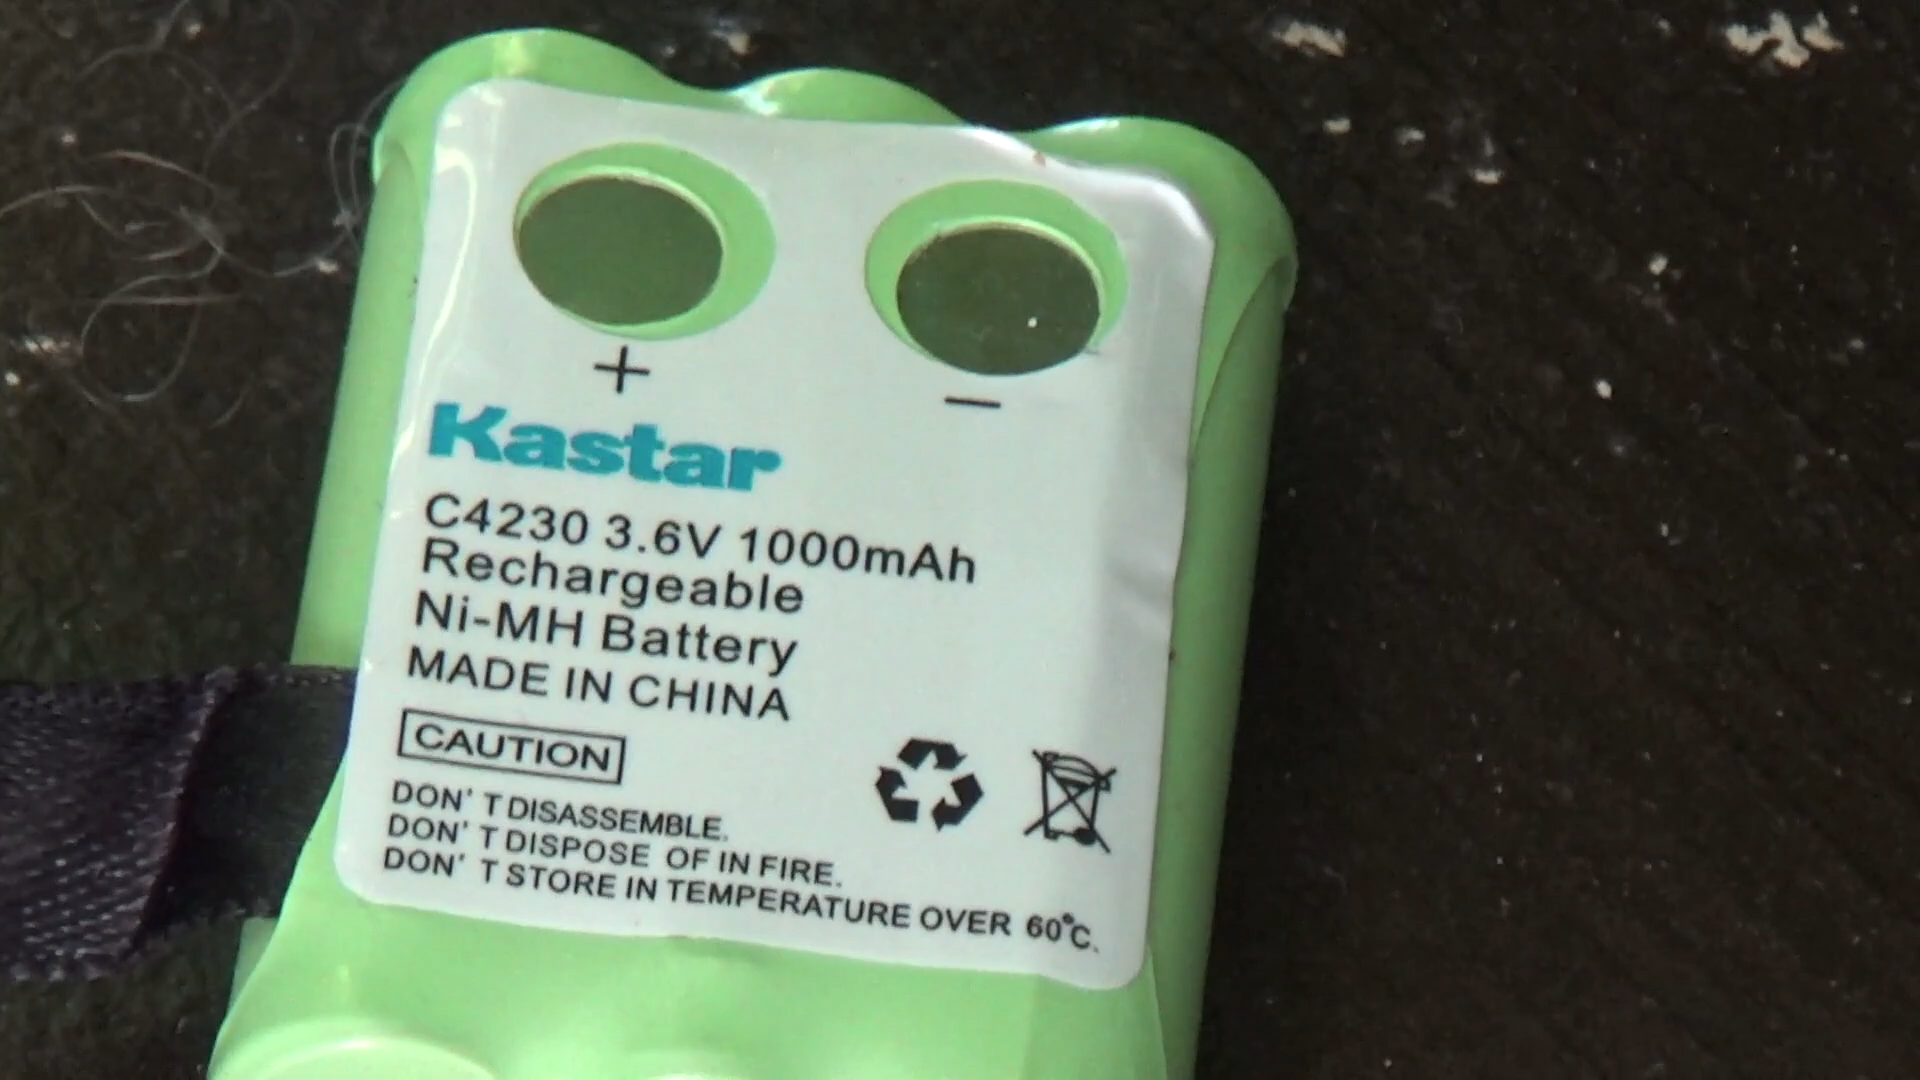 + −
Kastar
C4230 3.6V 1000mAh
Rechargeable
Ni-MH Battery
MADE IN CHINA
CAUTION
DON'T DISASSEMBLE.
DON'T DISPOSE OF IN FIRE.
DON'T STORE IN TEMPERATURE OVER 60℃.